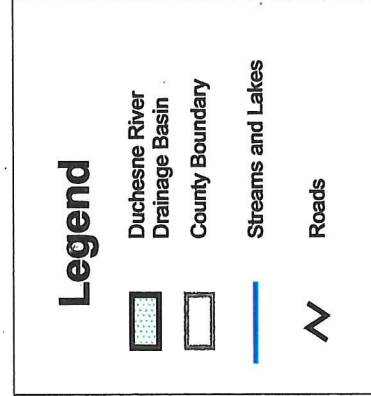 Legend
Duchesne River
Drainage Basin
County Boundary
Streams and Lakes
Roads